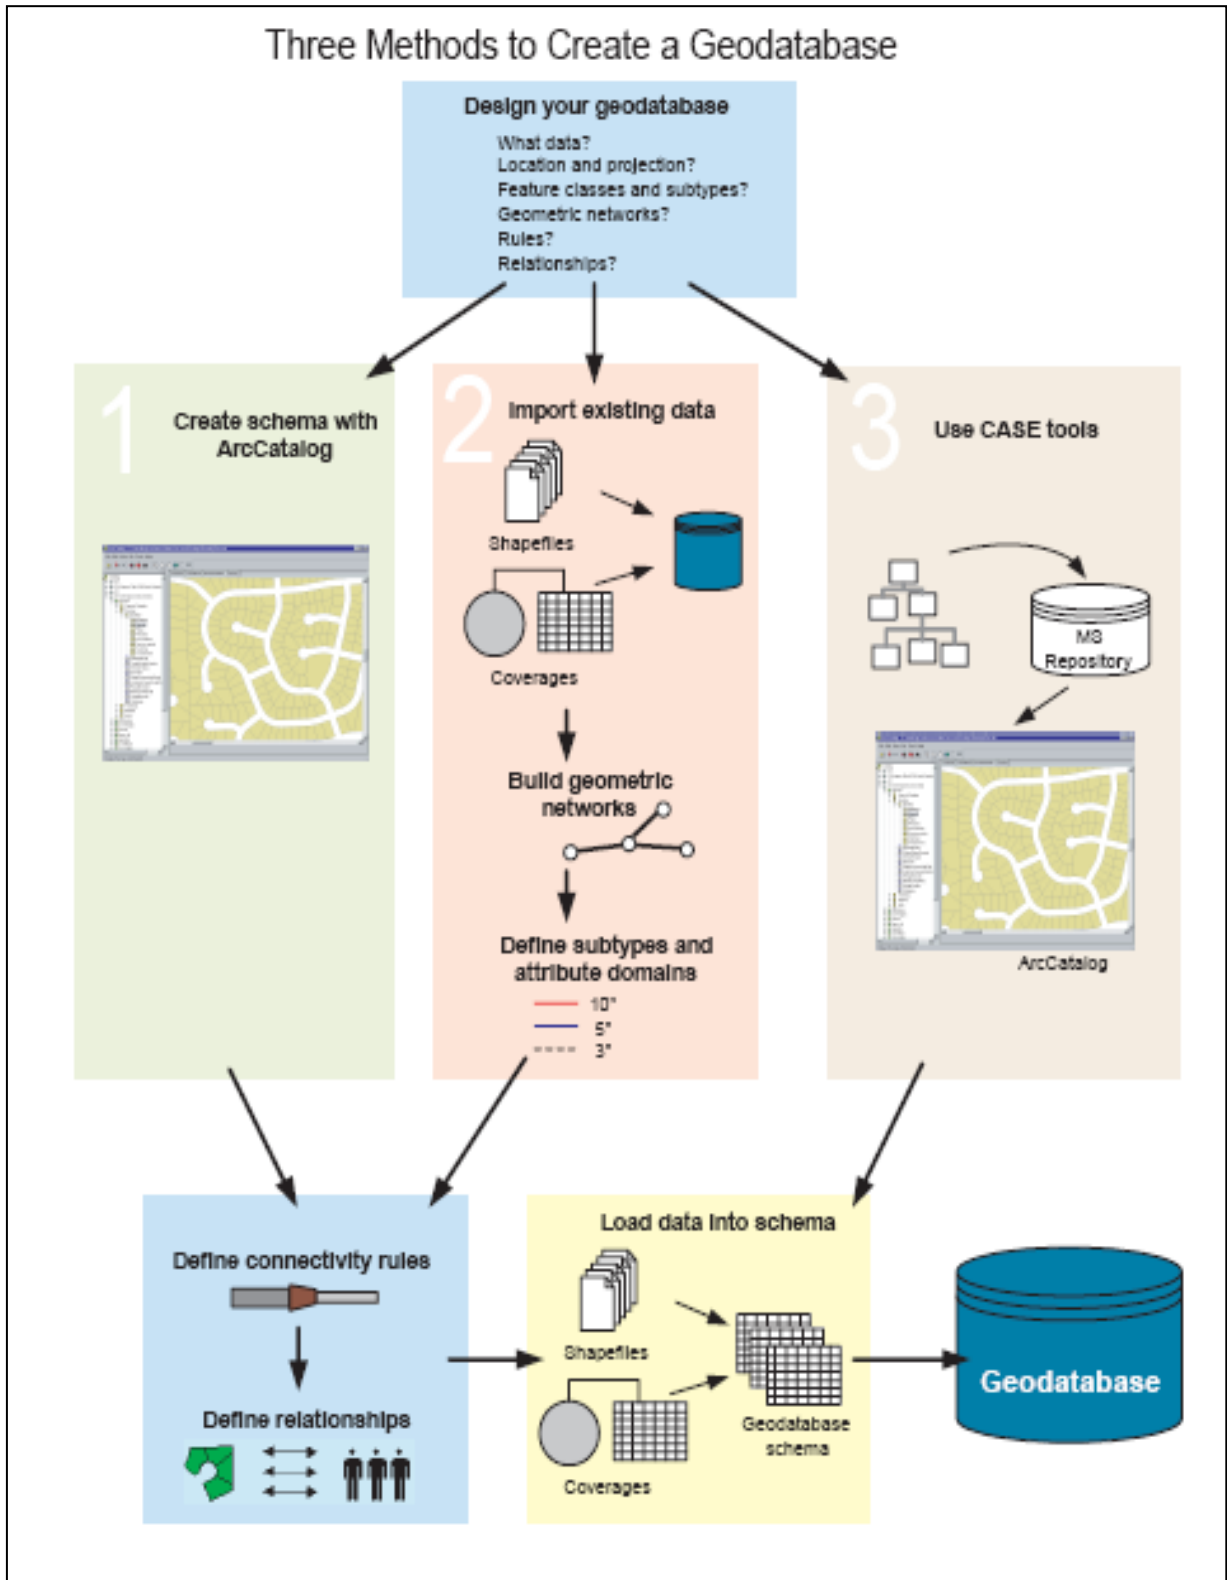 Three Methods to Create a Geodatabase
Design your geodatabase
What data?
Location and projection?
Feature classes and subtypes?
Geometric networks?
Rules?
Relationships?
1
Create schema with
ArcCatalog
2
Import existing data
Shapefiles
Coverages
Build geometric
networks
Define subtypes and
attribute domains
10"
5"
3"
3
Use CASE tools
MS
Repository
ArcCatalog
Define connectivity rules
Define relationships
Load data into schema
Shapefiles
Coverages
Geodatabase
schema
Geodatabase